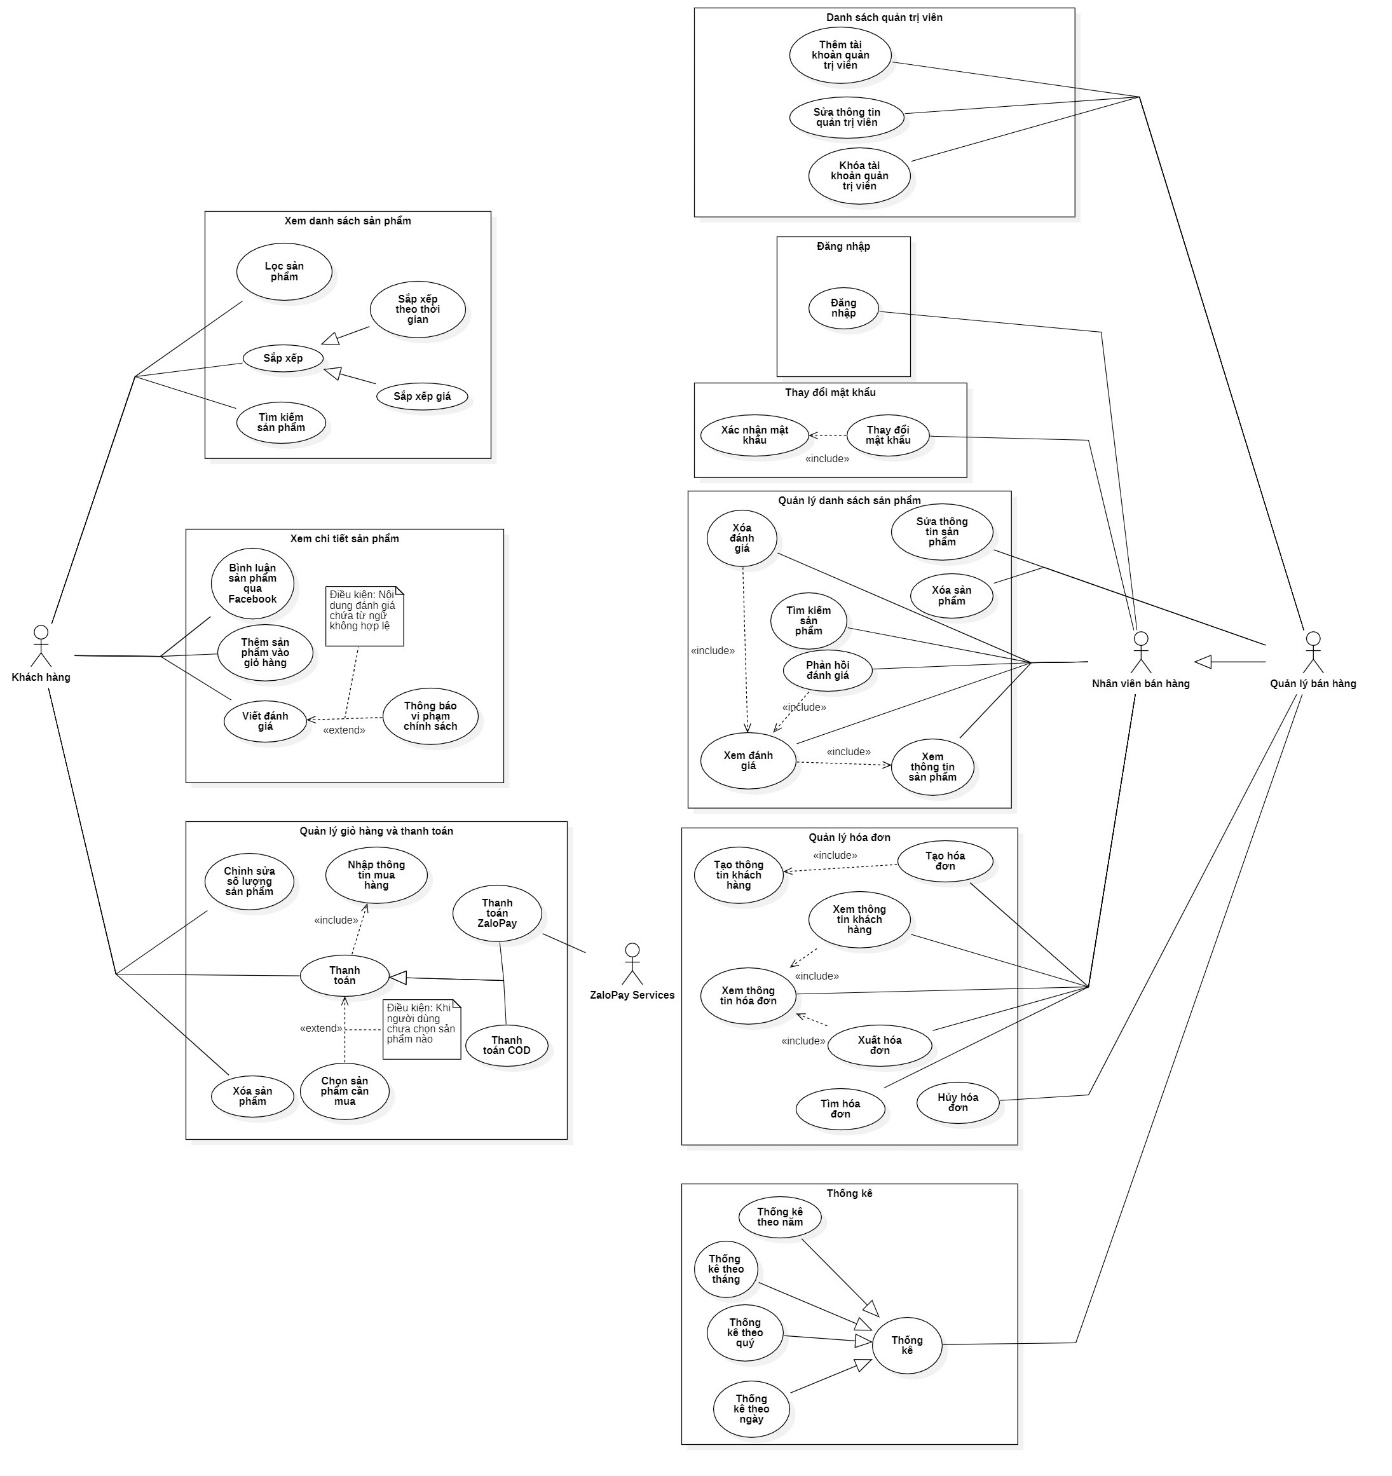 Danh sách quản trị viên
Thêm tài
khoản quản
trị viên
Sửa thông tin
quản trị viên
Khóa tài
khoản quản
trị viên
Xem danh sách sản phẩm
Lọc sản
phẩm
Sắp xếp
theo thời
gian
Sắp xếp
Sắp xếp giá
Tìm kiếm
sản phẩm
Đăng nhập
Đăng
nhập
Thay đổi mật khẩu
Xác nhận mật
khẩu
Thay đổi
mật khẩu
«include»
Quản lý danh sách sản phẩm
Xóa
đánh
giá
Sửa thông
tin sản
phẩm
Xóa sản
phẩm
Tìm kiếm
sản
phẩm
«include»
Phản hồi
đánh giá
«include»
Xem đánh
giá
«include»
Xem
thông tin
sản phẩm
Xem chi tiết sản phẩm
Bình luận
sản phẩm
qua
Facebook
Điều kiện: Nội
dung đánh giá
chứa từ ngữ
không hợp lệ
Thêm sản
phẩm vào
giỏ hàng
Viết đánh
giá
«extend»
Thông báo
vi phạm
chính sách
Khách hàng
Nhân viên bán hàng
Quản lý bán hàng
Quản lý giỏ hàng và thanh toán
Chỉnh sửa
số lượng
sản phẩm
Nhập thông
tin mua
hàng
Thanh
toán
ZaloPay
«include»
Thanh
toán
ZaloPay Services
«extend»
Điều kiện: Khi
người dùng
chưa chọn sản
phẩm nào
Thanh
toán COD
Xóa sản
phẩm
Chọn sản
phẩm cần
mua
Quản lý hóa đơn
Tạo thông
tin khách
hàng
«include»
Tạo hóa
đơn
Xem thông
tin khách
hàng
«include»
Xem thông
tin hóa đơn
«include»
Xuất hóa
đơn
Tìm hóa
đơn
Hủy hóa
đơn
Thống kê
Thống kê
theo năm
Thống
kê theo
tháng
Thông
kê theo
quý
Thống
kê
Thống
kê theo
ngày